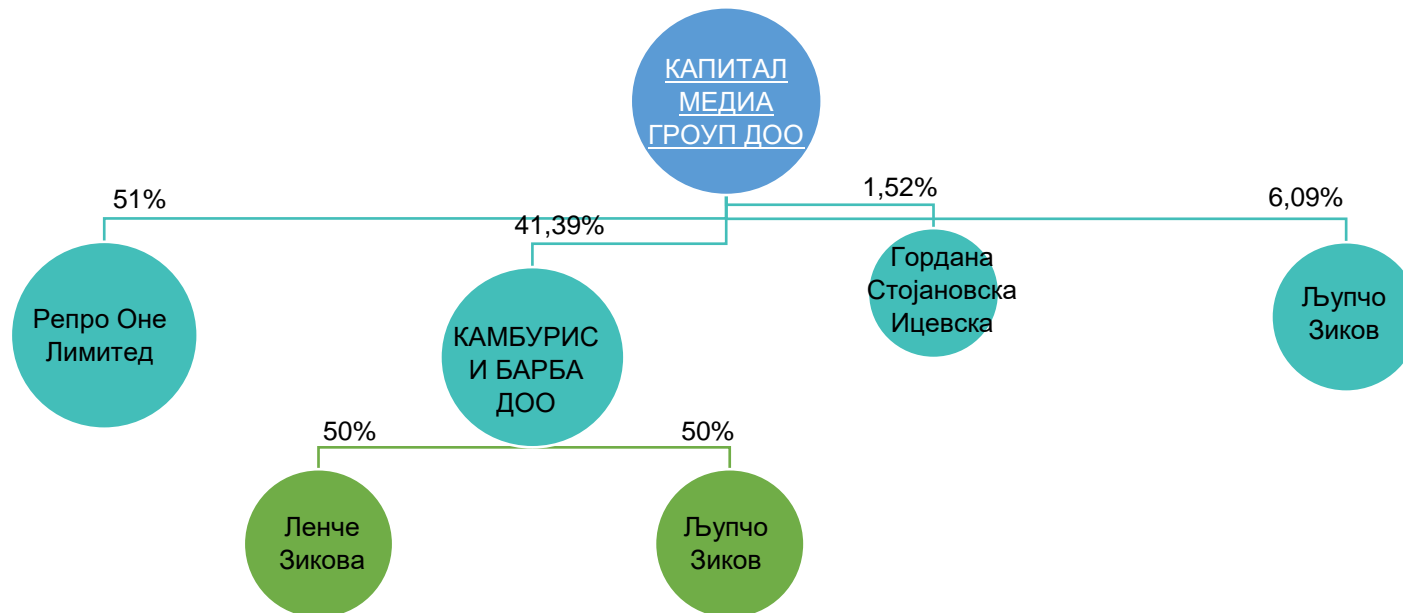 КАПИТАЛ
МЕДИА
ГРОУП ДОО
51%
41,39%
1,52%
6,09%
Репро Оне
Лимитед
КАМБУРИС
И БАРБА
ДОО
Гордана
Стојановска
Ицевска
Љупчо
Зиков
50%
50%
Ленче
Зикова
Љупчо
Зиков